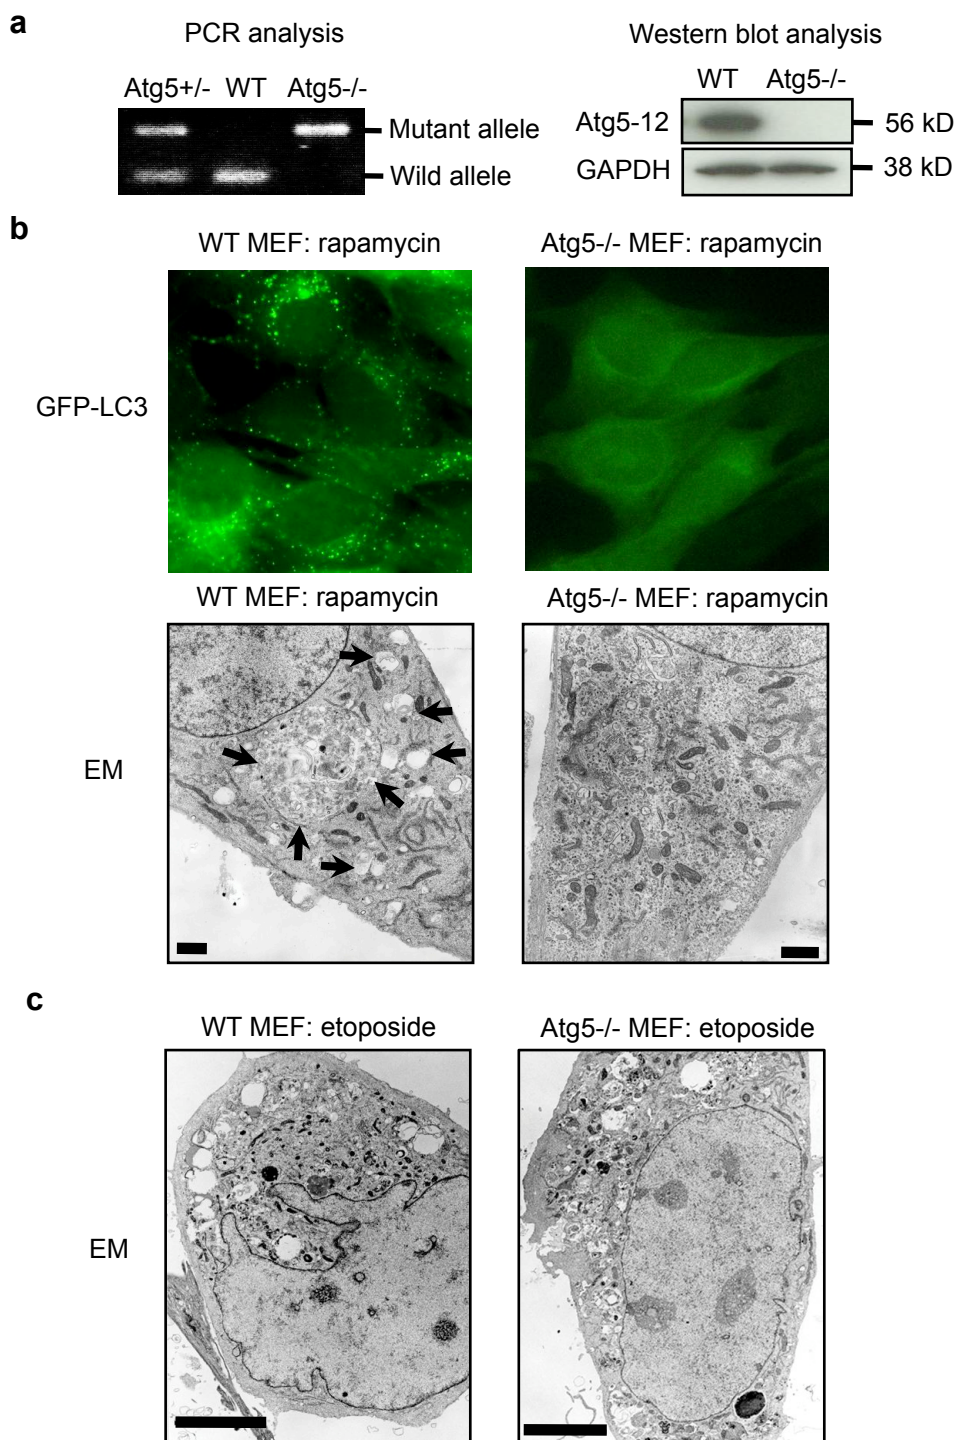 a
PCR analysis
Western blot analysis
Atg5+/- WT Atg5-/-
Mutant allele
Wild allele
WT Atg5-/-
Atg5-12
56 kD
GAPDH
38 kD
b
WT MEF: rapamycin
Atg5-/- MEF: rapamycin
GFP-LC3
WT MEF: rapamycin
Atg5-/- MEF: rapamycin
EM
c
WT MEF: etoposide
Atg5-/- MEF: etoposide
EM